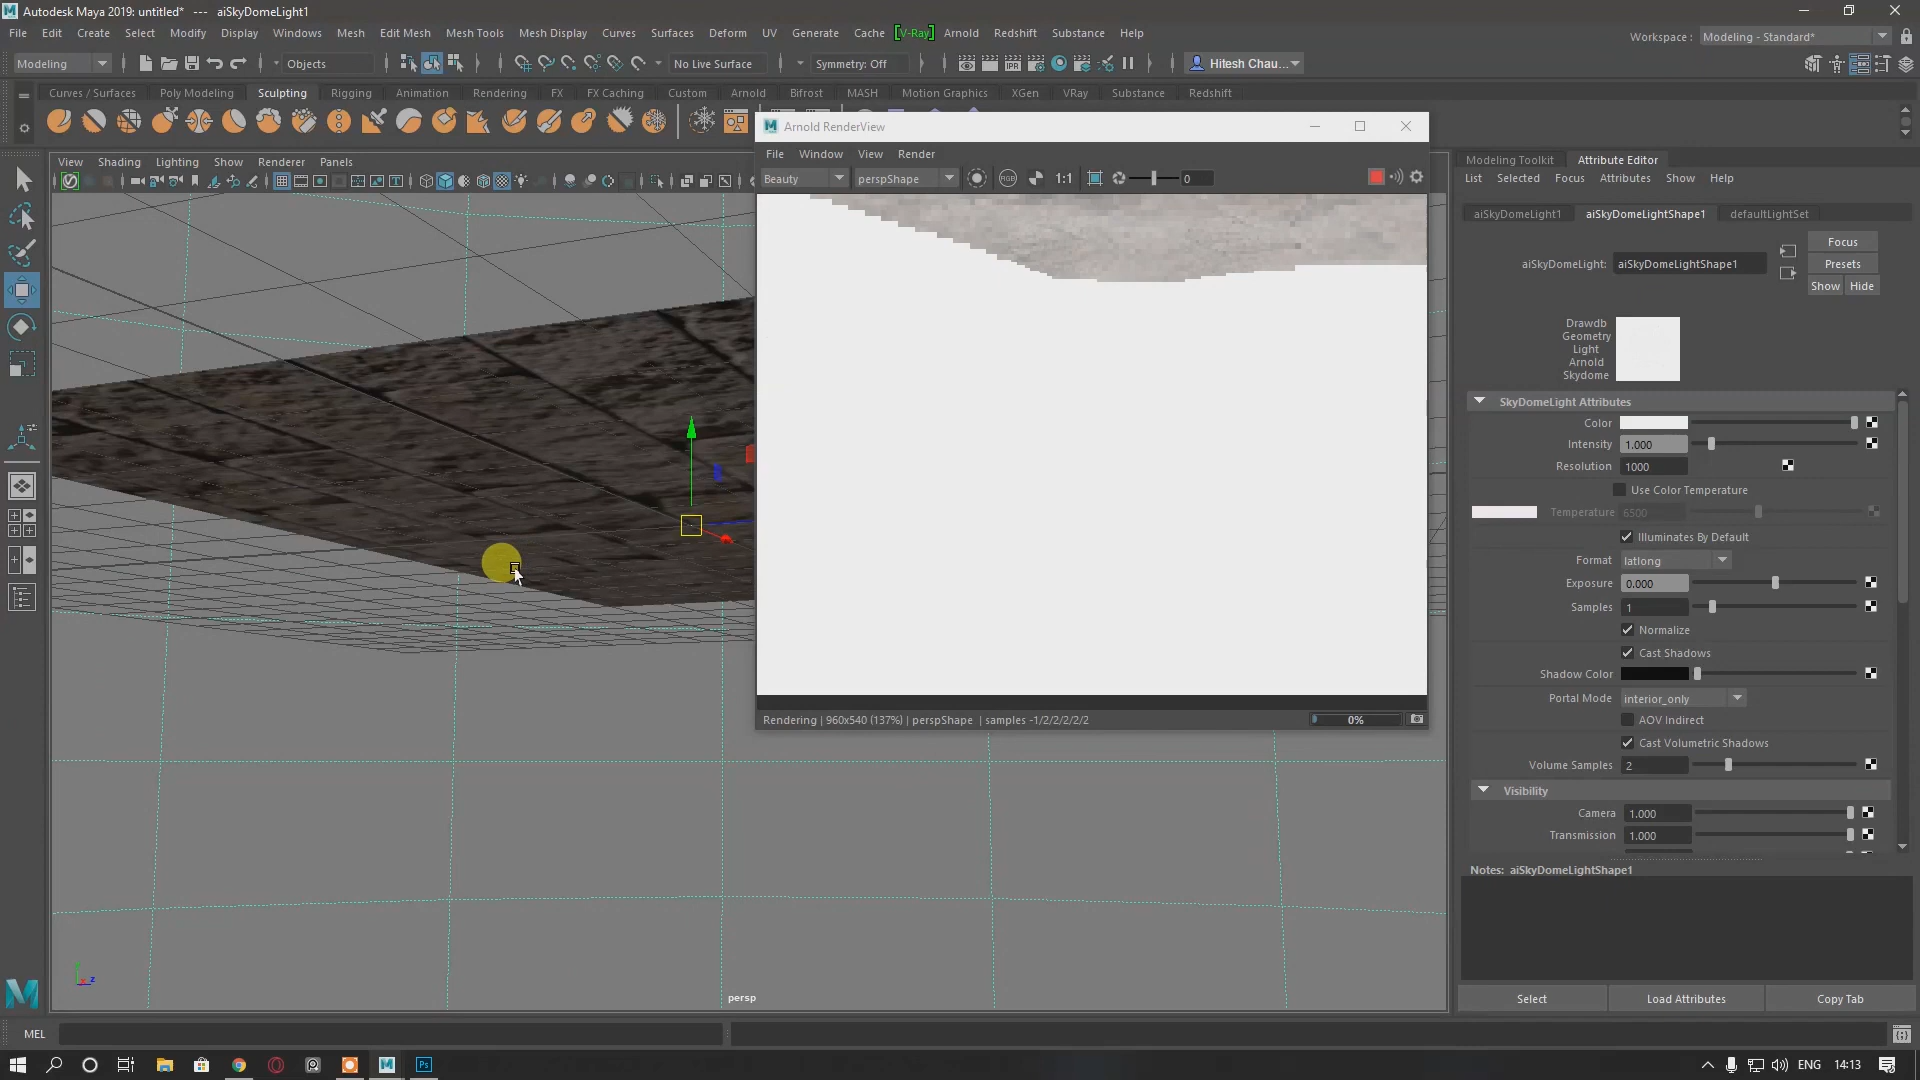 Autodesk Maya 2019: untitled*   ---   aiSkyDomeLight1
File Edit Create Select Modify Display Windows Mesh Edit Mesh Mesh Tools Mesh Display Curves Surfaces Deform UV Generate Cache [V-Ray] Arnold Redshift Substance Help
Workspace : Modeling - Standard*
Modeling Objects No Live Surface Symmetry: Off IPR Hitesh Chau...
Curves / Surfaces Poly Modeling Sculpting Rigging Animation Rendering FX FX Caching Custom Arnold Bifrost MASH Motion Graphics XGen VRay Substance Redshift
Arnold RenderView
File Window View Render
Beauty perspShape RGB 1:1 0
Rendering | 960x540 (137%) | perspShape | samples -1/2/2/2/2/2
0%
View Shading Lighting Show Renderer Panels
persp
z
Modeling Toolkit Attribute Editor
List Selected Focus Attributes Show Help
aiSkyDomeLight1 aiSkyDomeLightShape1 defaultLightSet
Focus
aiSkyDomeLight: aiSkyDomeLightShape1 Presets
Show Hide
Drawdb
Geometry
Light
Arnold
Skydome
SkyDomeLight Attributes
Color
Intensity 1.000
Resolution 1000
Use Color Temperature
Temperature 6500
Illuminates By Default
Format latlong
Exposure 0.000
Samples 1
Normalize
Cast Shadows
Shadow Color
Portal Mode interior_only
AOV Indirect
Cast Volumetric Shadows
Volume Samples 2
Visibility
Camera 1.000
Transmission 1.000
Notes: aiSkyDomeLightShape1
Select Load Attributes Copy Tab
MEL
Ps
ENG 14:13